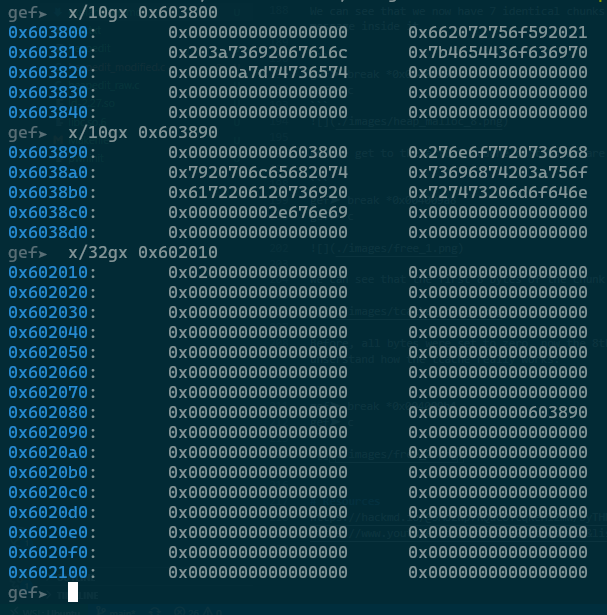 gef➤  x/10gx 0x603800
0x603800:       0x0000000000000000      0x662072756f592021
0x603810:       0x203a73692067616c      0x7b4654436f636970
0x603820:       0x00000a7d74736574      0x0000000000000000
0x603830:       0x0000000000000000      0x0000000000000000
0x603840:       0x0000000000000000      0x0000000000000000
gef➤  x/10gx 0x603890
0x603890:       0x0000000000603800      0x276e6f7720736968
0x6038a0:       0x7920706c65682074      0x73696874203a756f
0x6038b0:       0x6172206120736920      0x727473206d6f646e
0x6038c0:       0x000000002e676e69      0x0000000000000000
0x6038d0:       0x0000000000000000      0x0000000000000000
gef➤  x/32gx 0x602010
0x602010:       0x0200000000000000      0x0000000000000000
0x602020:       0x0000000000000000      0x0000000000000000
0x602030:       0x0000000000000000      0x0000000000000000
0x602040:       0x0000000000000000      0x0000000000000000
0x602050:       0x0000000000000000      0x0000000000000000
0x602060:       0x0000000000000000      0x0000000000000000
0x602070:       0x0000000000000000      0x0000000000000000
0x602080:       0x0000000000000000      0x0000000000603890
0x602090:       0x0000000000000000      0x0000000000000000
0x6020a0:       0x0000000000000000      0x0000000000000000
0x6020b0:       0x0000000000000000      0x0000000000000000
0x6020c0:       0x0000000000000000      0x0000000000000000
0x6020d0:       0x0000000000000000      0x0000000000000000
0x6020e0:       0x0000000000000000      0x0000000000000000
0x6020f0:       0x0000000000000000      0x0000000000000000
0x602100:       0x0000000000000000      0x0000000000000000
gef➤